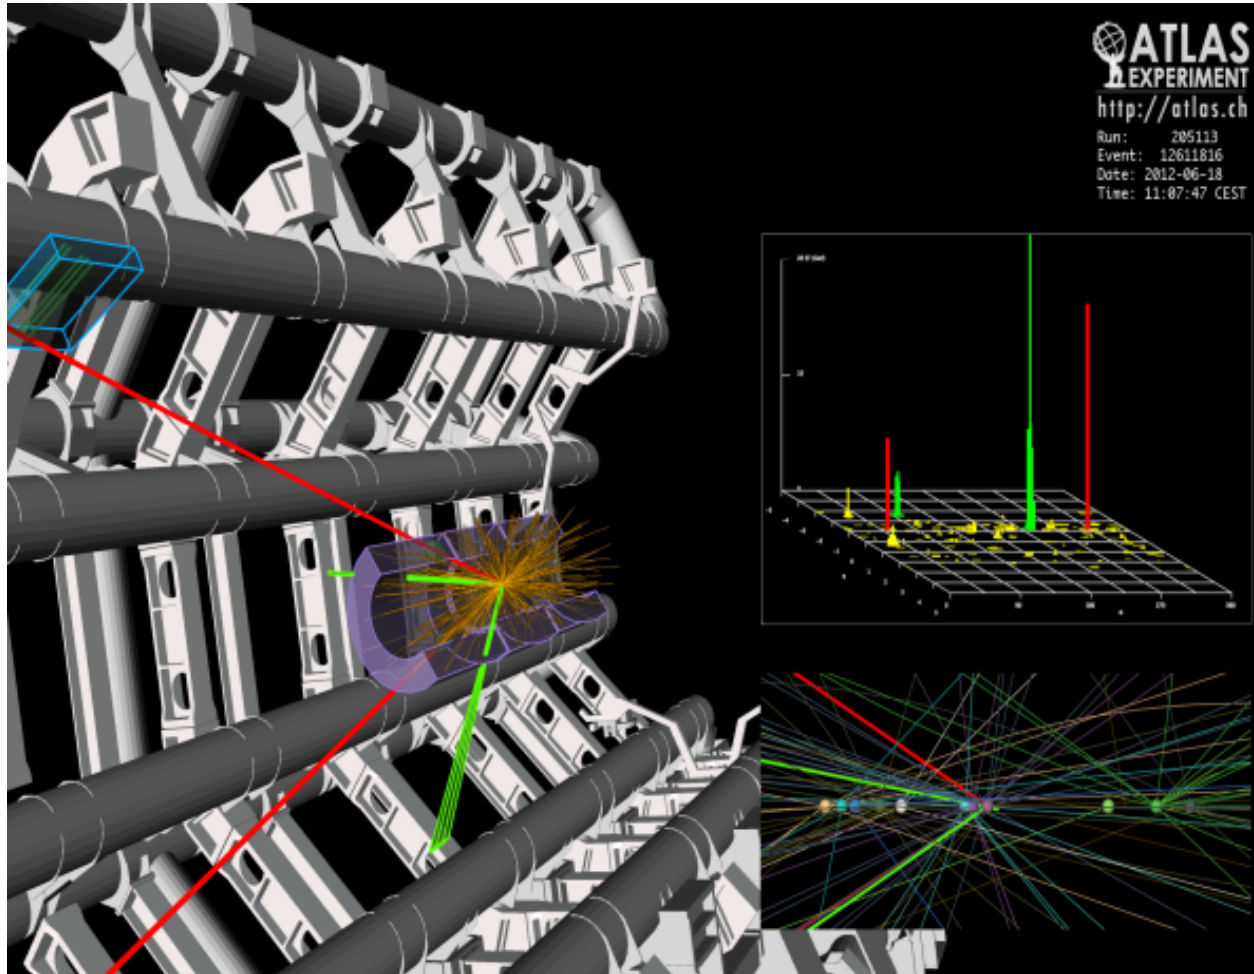 ATLAS
EXPERIMENT
http://atlas.ch
Run: 205113
Event: 12611816
Date: 2012-06-18
Time: 11:07:47 CEST